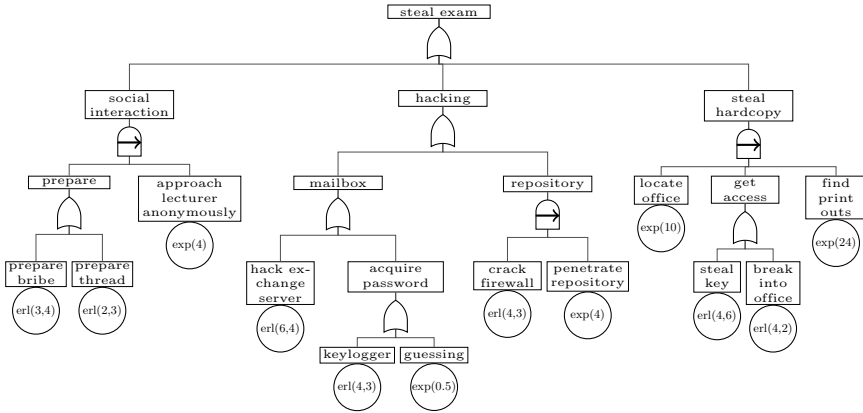 steal exam
social
interaction
hacking
steal
hardcopy
prepare
approach
lecturer
anonymously
mailbox
repository
locate
office
get
access
find
print
outs
exp(4)
exp(10)
exp(24)
prepare
bribe
prepare
thread
hack ex-
change
server
acquire
password
crack
firewall
penetrate
repository
steal
key
break
into
office
erl(3,4)
erl(2,3)
erl(6,4)
erl(4,3)
exp(4)
erl(4,6)
erl(4,2)
keylogger
guessing
erl(4,3)
exp(0.5)